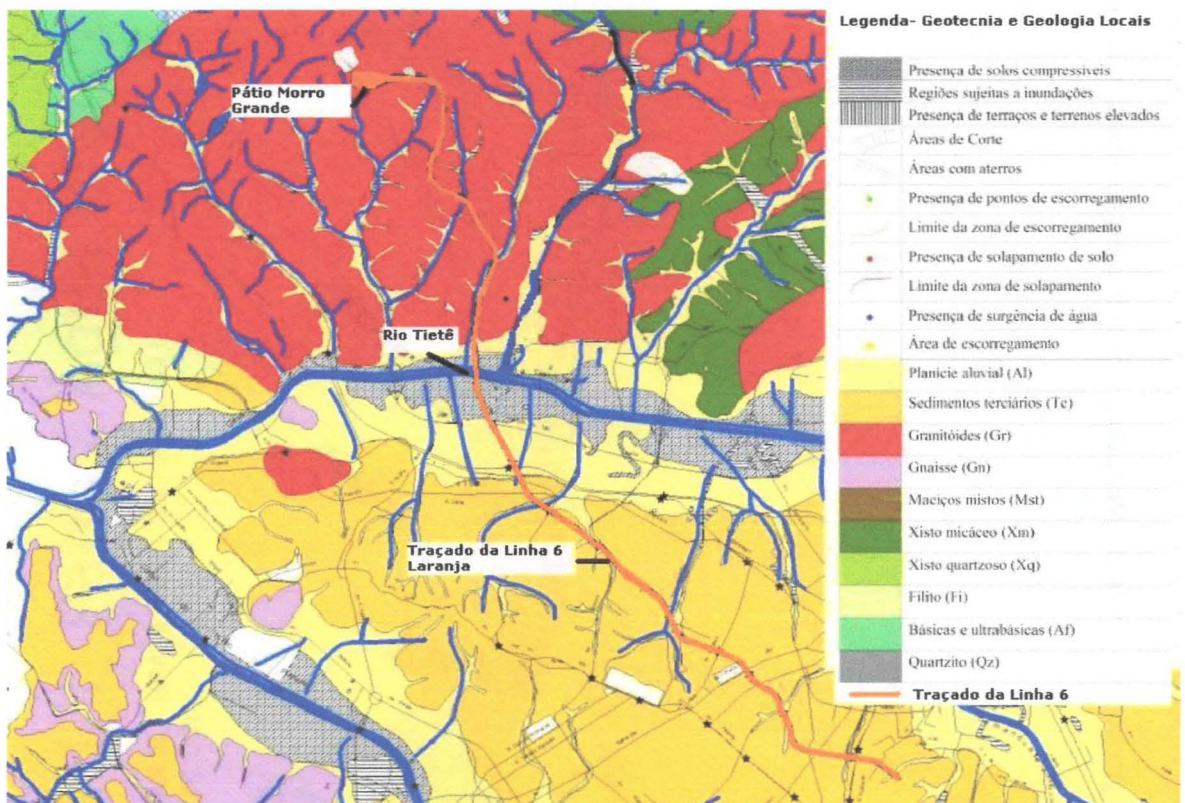 Legenda- Geotecnia e Geologia Locais
Presença de solos compressíveis
Regiões sujeitas a inundações
Presença de terraços e terrenos elevados
Áreas de Corte
Áreas com aterros
Presença de pontos de escorregamento
Limite da zona de escorregamento
Presença de solapamento de solo
Limite da zona de solapamento
Presença de surgência de água
Área de escorregamento
Planície aluvial (Al)
Sedimentos terciários (Tc)
Granitóides (Gr)
Gnaisse (Gn)
Maciços mistos (Mst)
Xisto micáceo (Xm)
Xisto quartzoso (Xq)
Filito (Fi)
Básicas e ultrabásicas (Af)
Quartzito (Qz)
Traçado da Linha 6
Pátio Morro
Grande
Rio Tietê
Traçado da Linha 6
Laranja